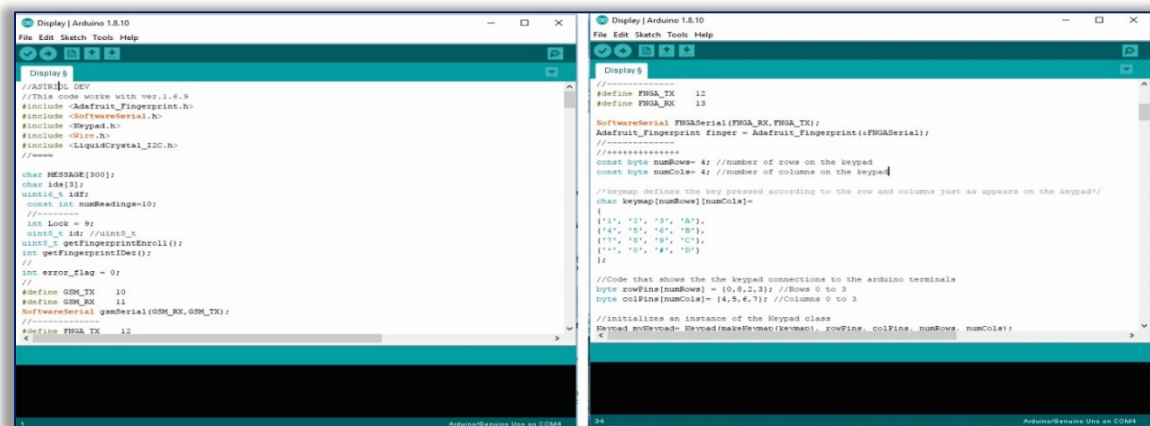 Display | Arduino 1.8.10
File Edit Sketch Tools Help
Display §
//ASTRIDL DEV
//This code worke with ver.1.6.9
#include <Adafruit_Fingerprint.h>
#include <SoftwareSerial.h>
#include <Keypad.h>
#include <Wire.h>
#include <LiquidCrystal_I2C.h>
//====
char MESSAGE[300];
char ids[3];
uint16_t idf;
const int numReadings=10;
//--------
int Lock = 9;
uint8_t id; //uint8_t
uint8_t getFingerprintEnroll();
int getFingerprintIDez();
//
int error_flag = 0;
//
#define GSM_TX 10
#define GSM_RX 11
SoftwareSerial gsmSerial(GSM_RX,GSM_TX);
//-------------
#define FNGA_TX 12
1
Arduino/Genuino Uno on COM4
Display | Arduino 1.8.10
File Edit Sketch Tools Help
Display §
//-------------
#define FNGA_TX 12
#define FNGA_RX 13
SoftwareSerial FNGASerial(FNGA_RX,FNGA_TX);
Adafruit_Fingerprint finger = Adafruit_Fingerprint(&FNGASerial);
//-------------
//++++++++++++++
const byte numRows= 4; //number of rows on the keypad
const byte numCols= 4; //number of columns on the keypad
/*keymap defines the key pressed according to the row and columns just as appears on the keypad*/
char keymap[numRows][numCols]=
{
{'1', '2', '3', 'A'},
{'4', '5', '6', 'B'},
{'7', '8', '9', 'C'},
{'*', '0', '#', 'D'}
};
//Code that shows the the keypad connections to the arduino terminals
byte rowPins[numRows] = {0,8,2,3}; //Rows 0 to 3
byte colPins[numCols]= {4,5,6,7}; //Columns 0 to 3
//initializes an instance of the Keypad class
Keypad myKeypad= Keypad(makeKeymap(keymap), rowPins, colPins, numRows, numCols);
34
Arduino/Genuino Uno on COM4